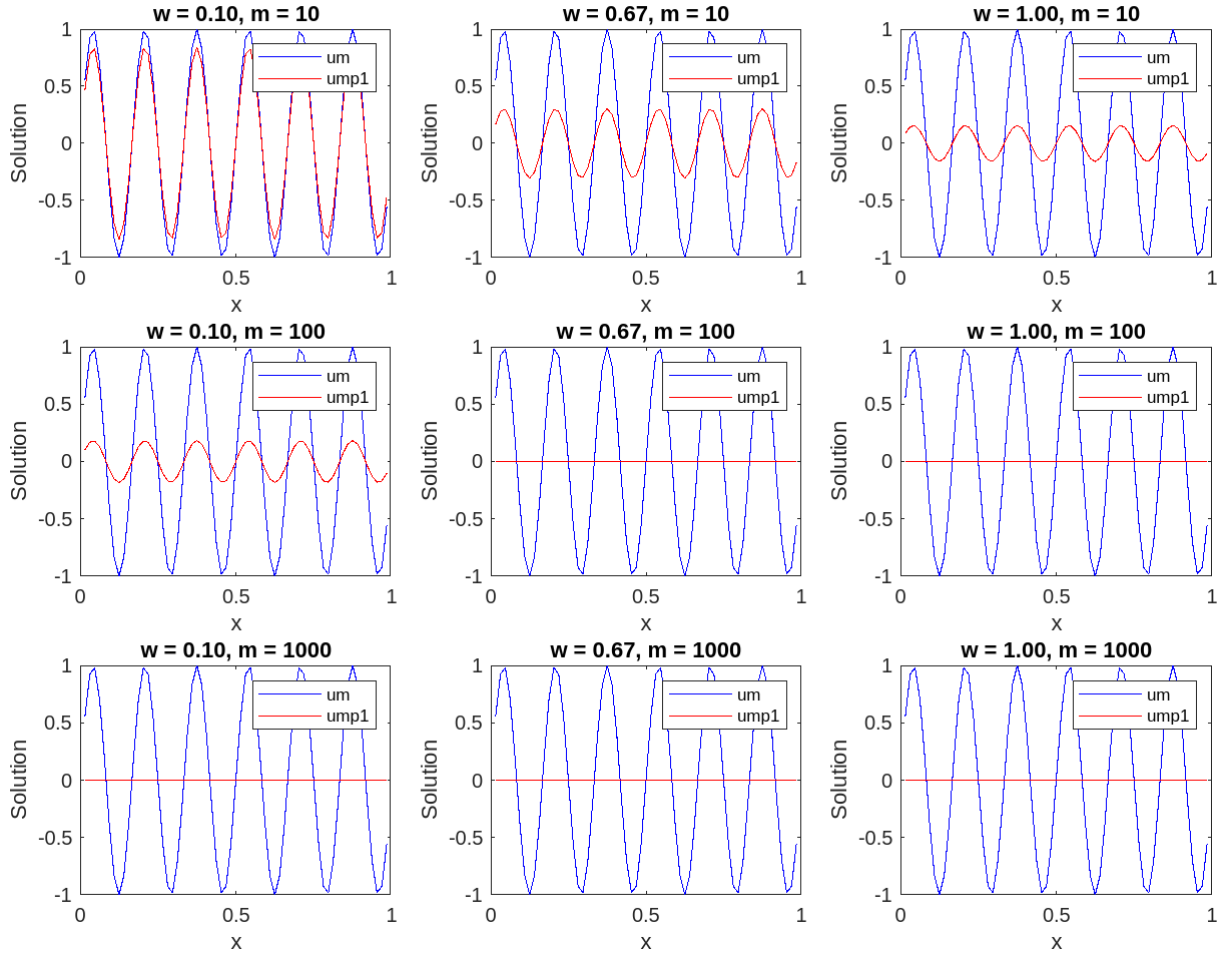 w = 0.10, m = 10
1
0.5
0
-0.5
-1
Solution
0
0.5
1
x
um
ump1
w = 0.67, m = 10
1
0.5
0
-0.5
-1
Solution
0
0.5
1
x
um
ump1
w = 1.00, m = 10
1
0.5
0
-0.5
-1
Solution
0
0.5
1
x
um
ump1
w = 0.10, m = 100
1
0.5
0
-0.5
-1
Solution
0
0.5
1
x
um
ump1
w = 0.67, m = 100
1
0.5
0
-0.5
-1
Solution
0
0.5
1
x
um
ump1
w = 1.00, m = 100
1
0.5
0
-0.5
-1
Solution
0
0.5
1
x
um
ump1
w = 0.10, m = 1000
1
0.5
0
-0.5
-1
Solution
0
0.5
1
x
um
ump1
w = 0.67, m = 1000
1
0.5
0
-0.5
-1
Solution
0
0.5
1
x
um
ump1
w = 1.00, m = 1000
1
0.5
0
-0.5
-1
Solution
0
0.5
1
x
um
ump1